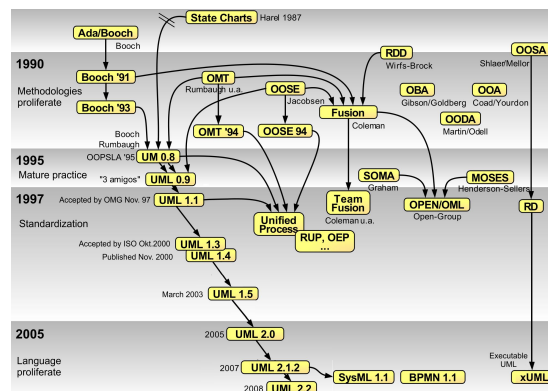 State Charts
Harel 1987
Ada/Booch
Booch
RDD
Wirfs-Brock
OOSA
Shlaer/Mellor
1990
Methodologies
proliferate
Booch '91
Booch '93
OMT
Rumbaugh u.a.
OOSE
Jacobsen
OBA
Gibson/Goldberg
OOA
Coad/Yourdon
OODA
Martin/Odell
Fusion
Coleman
OMT '94
OOSE 94
Booch
Rumbaugh
1995
Mature practice
OOPSLA '95
UM 0.8
"3 amigos"
UML 0.9
SOMA
Graham
MOSES
Henderson-Sellers
1997
Standardization
Accepted by OMG Nov. 97
UML 1.1
Unified
Process
RUP, OEP
...
Team
Fusion
Coleman u.a.
OPEN/OML
Open-Group
RD
Accepted by ISO Okt.2000
UML 1.3
Published Nov. 2000
UML 1.4
March 2003
UML 1.5
2005
Language
proliferate
2005
UML 2.0
2007
UML 2.1.2
2008
UML 2.2
SysML 1.1
BPMN 1.1
Executable
UML
xUML